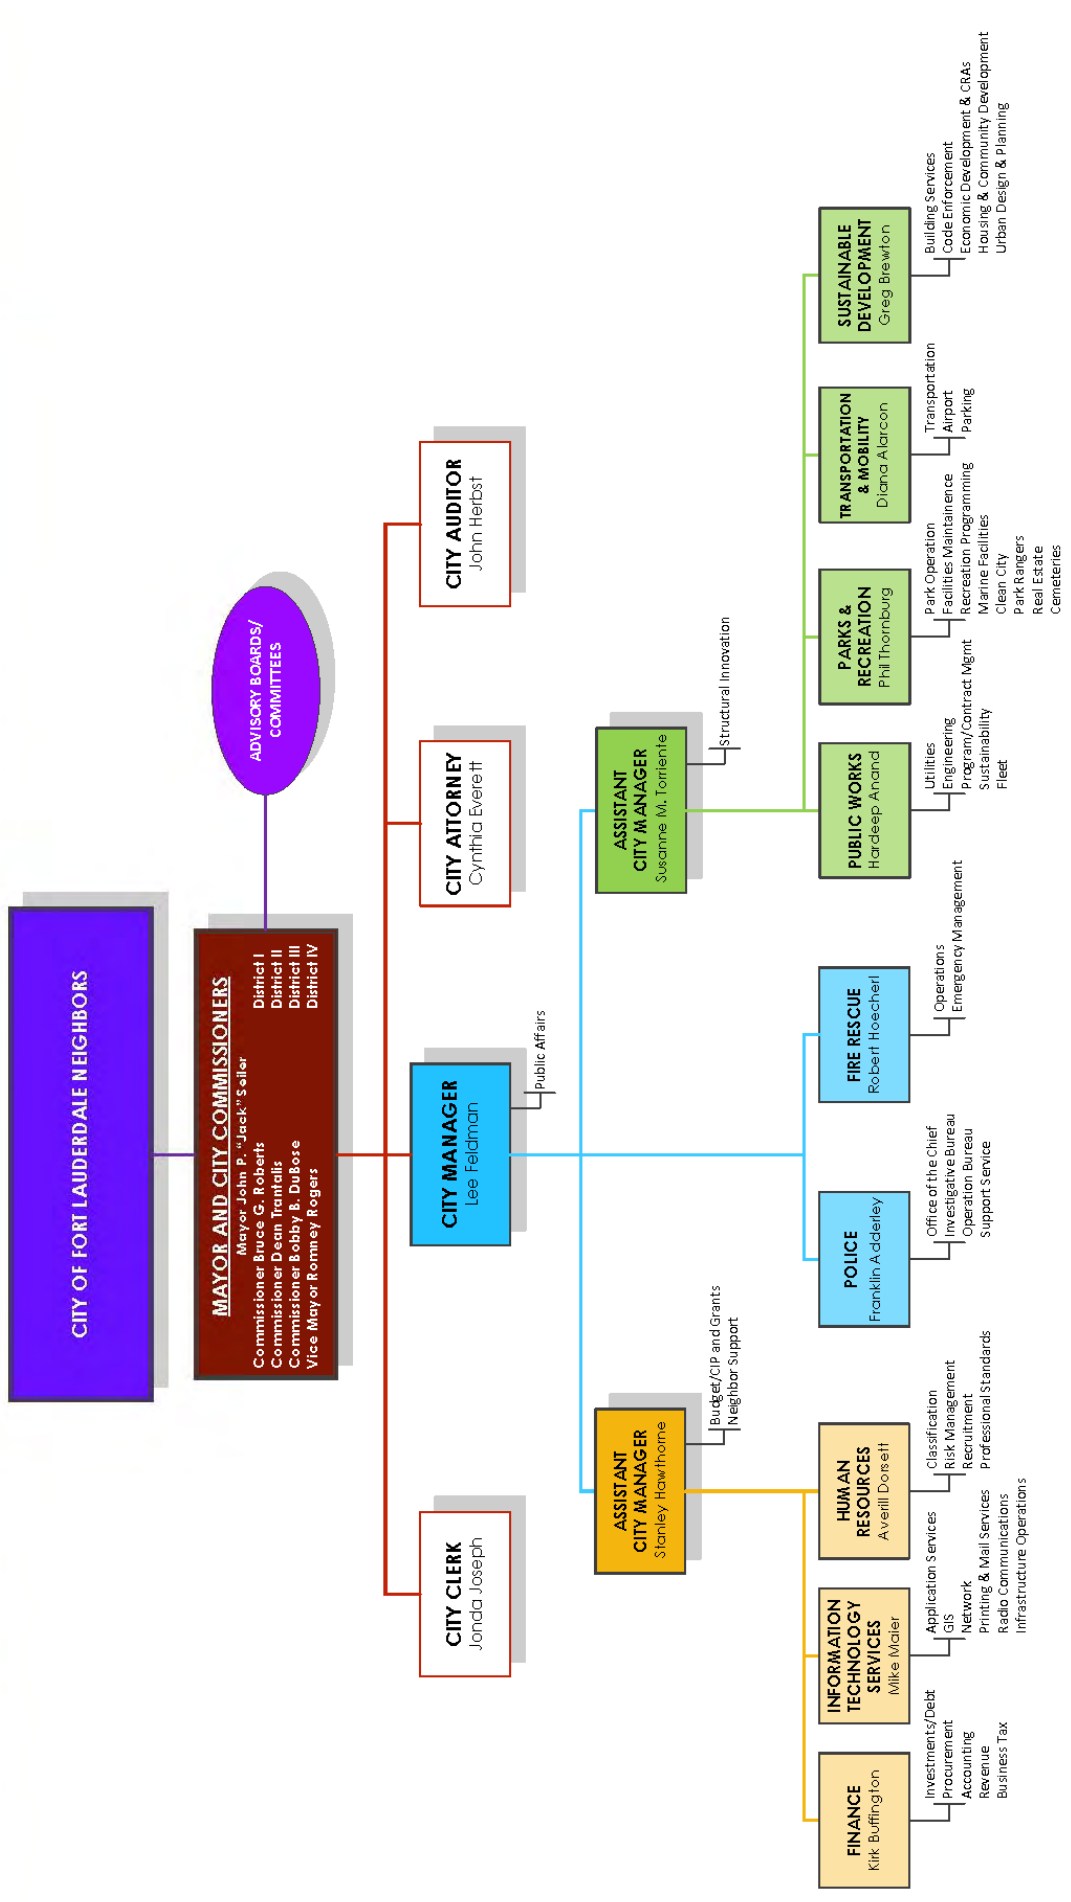 CITY OF FORT LAUDERDALE NEIGHBORS
MAYOR AND CITY COMMISSIONERS
Mayor John P. “Jack” Seiler
Commissioner Bruce G. Roberts District I
Commissioner Dean Trantalis District II
Commissioner Bobby B. DuBose District III
Vice Mayor Romney Rogers District IV
ADVISORY BOARDS/
COMMITTEES
CITY CLERK
Jonda Joseph
CITY MANAGER
Lee Feldman
Public Affairs
CITY ATTORNEY
Cynthia Everett
CITY AUDITOR
John Herbst
ASSISTANT
CITY MANAGER
Stanley Hawthorne
Budget/CIP and Grants
Neighbor Support
ASSISTANT
CITY MANAGER
Susanne M. Torriente
Structural Innovation
FINANCE
Kirk Buffington
Investments/Debt
Procurement
Accounting
Revenue
Business Tax
INFORMATION
TECHNOLOGY
SERVICES
Mike Maier
Application Services
GIS
Network
Printing & Mail Services
Radio Communications
Infrastructure Operations
HUMAN
RESOURCES
Averill Dorsett
Classification
Risk Management
Recruitment
Professional Standards
POLICE
Franklin Adderley
Office of the Chief
Investigative Bureau
Operation Bureau
Support Service
FIRE RESCUE
Robert Hoecherl
Operations
Emergency Management
PUBLIC WORKS
Hardeep Anand
Utilities
Engineering
Program/Contract Mgmt
Sustainability
Fleet
PARKS &
RECREATION
Phil Thornburg
Park Operation
Facilities Maintainence
Recreation Programming
Marine Facilities
Clean City
Park Rangers
Real Estate
Cemeteries
TRANSPORTATION
& MOBILITY
Diana Alarcon
Transportation
Airport
Parking
SUSTAINABLE
DEVELOPMENT
Greg Brewton
Building Services
Code Enforcement
Economic Development & CRAs
Housing & Community Development
Urban Design & Planning